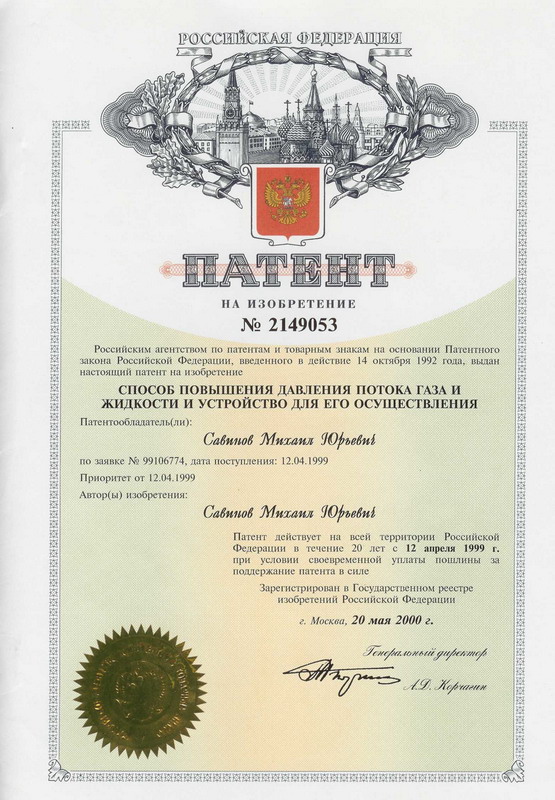 РОССИЙСКАЯ ФЕДЕРАЦИЯ
ПАТЕНТ
НА ИЗОБРЕТЕНИЕ
№ 2149053
Российским агентством по патентам и товарным знакам на основании Патентного
закона Российской Федерации, введенного в действие 14 октября 1992 года, выдан
настоящий патент на изобретение
СПОСОБ ПОВЫШЕНИЯ ДАВЛЕНИЯ ПОТОКА ГАЗА И
ЖИДКОСТИ И УСТРОЙСТВО ДЛЯ ЕГО ОСУЩЕСТВЛЕНИЯ
Патентообладатель(ли):
Савинов Михаил Юрьевич
по заявке № 99106774, дата поступления: 12.04.1999
Приоритет от 12.04.1999
Автор(ы) изобретения:
Савинов Михаил Юрьевич
Патент действует на всей территории Российской
Федерации в течение 20 лет с 12 апреля 1999 г.
при условии своевременной уплаты пошлины за
поддержание патента в силе
Зарегистрирован в Государственном реестре
изобретений Российской Федерации
г. Москва, 20 мая 2000 г.
Генеральный директор
А.Д. Корчагин